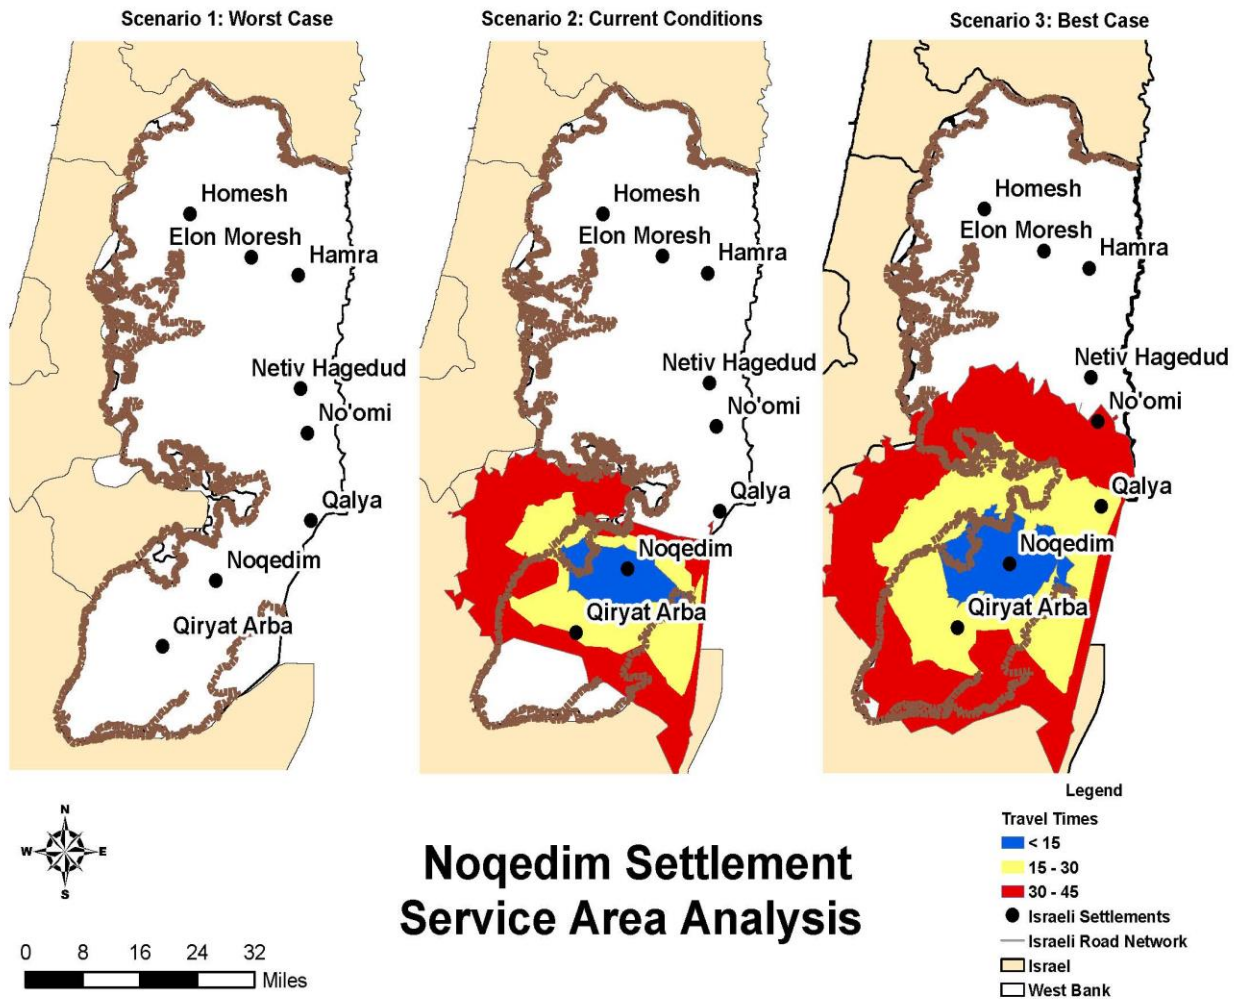 Scenario 1: Worst Case
Scenario 2: Current Conditions
Scenario 3: Best Case
Homesh
Elon Moresh
Hamra
Netiv Hagedud
No'omi
Qalya
Noqedim
Qiryat Arba
Homesh
Elon Moresh
Hamra
Netiv Hagedud
No'omi
Qalya
Noqedim
Qiryat Arba
Homesh
Elon Moresh
Hamra
Netiv Hagedud
No'omi
Qalya
Noqedim
Qiryat Arba
N
W E
S
0 8 16 24 32
Miles
Noqedim Settlement
Service Area Analysis
Legend
Travel Times
< 15
15 - 30
30 - 45
Israeli Settlements
Israeli Road Network
Israel
West Bank